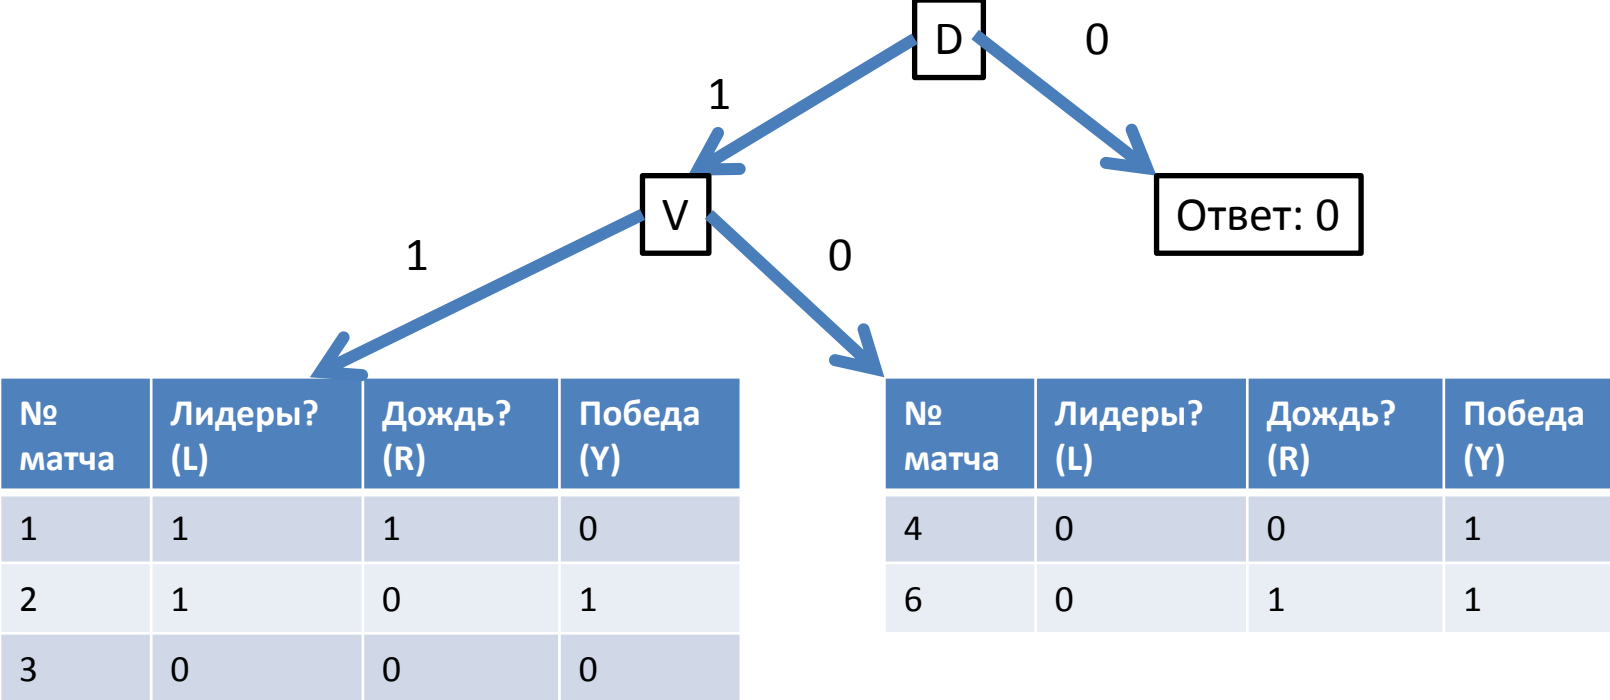 D
0
1
V
Ответ: 0
1
0
№ матча Лидеры? (L) Дождь? (R) Победа (Y)
1 1 1 0
2 1 0 1
3 0 0 0
№ матча Лидеры? (L) Дождь? (R) Победа (Y)
4 0 0 1
6 0 1 1